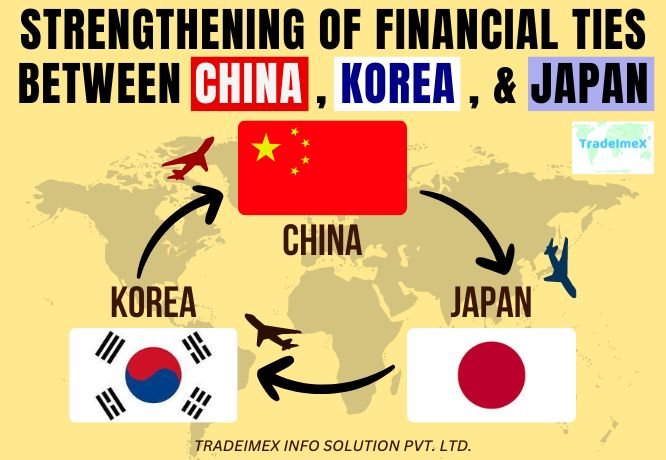 STRENGTHENING OF FINANCIAL TIES
BETWEEN CHINA , KOREA , & JAPAN
TradeImeX®
CHINA
KOREA
JAPAN
TRADEIMEX INFO SOLUTION PVT. LTD.